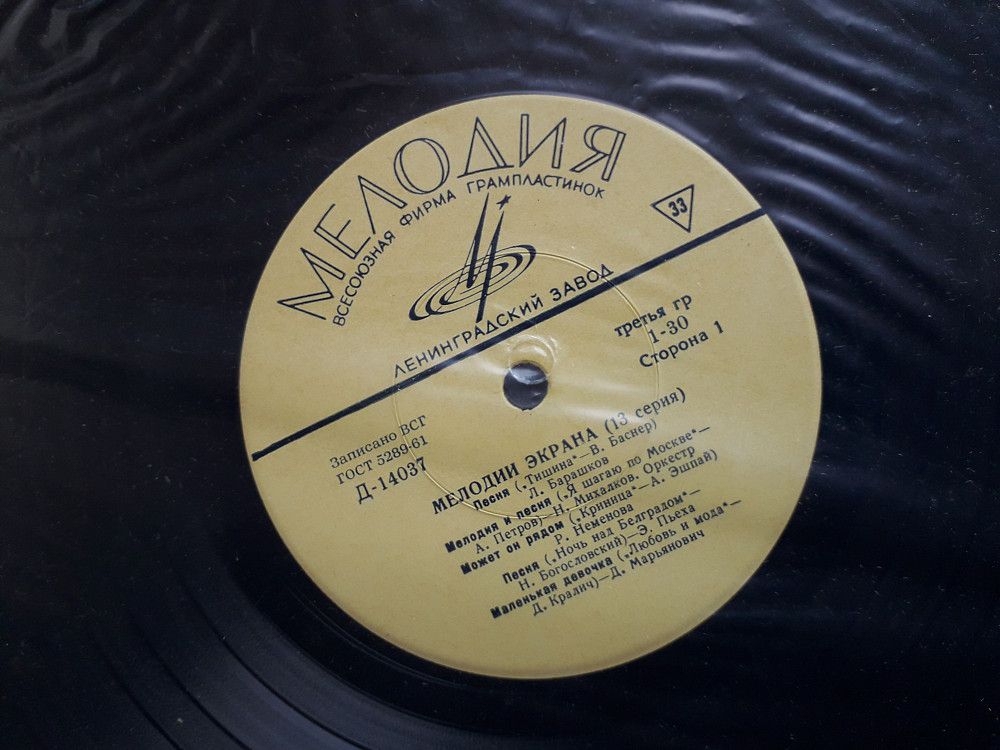 МЕЛОДИЯ
ВСЕСОЮЗНАЯ ФИРМА ГРАМПЛАСТИНОК
33
ЛЕНИНГРАДСКИЙ ЗАВОД
третья гр
1-30
Сторона 1
Записано ВСГ
ГОСТ 5289-61
Д-14037
МЕЛОДИИ ЭКРАНА (13 серия)
Песня („Тишина“—В. Баснер)
Л. Барашков
Мелодия и песня („Я шагаю по Москве“—
А. Петров)—Н. Михалков. Оркестр
Может он рядом („Криница“—А. Эшпай)
Р. Неменова
Песня („Ночь над Белградом“—
Н. Богословский)—Э. Пьеха
Маленькая девочка („Любовь и мода“—
Д. Кралич)—Д. Марьянович